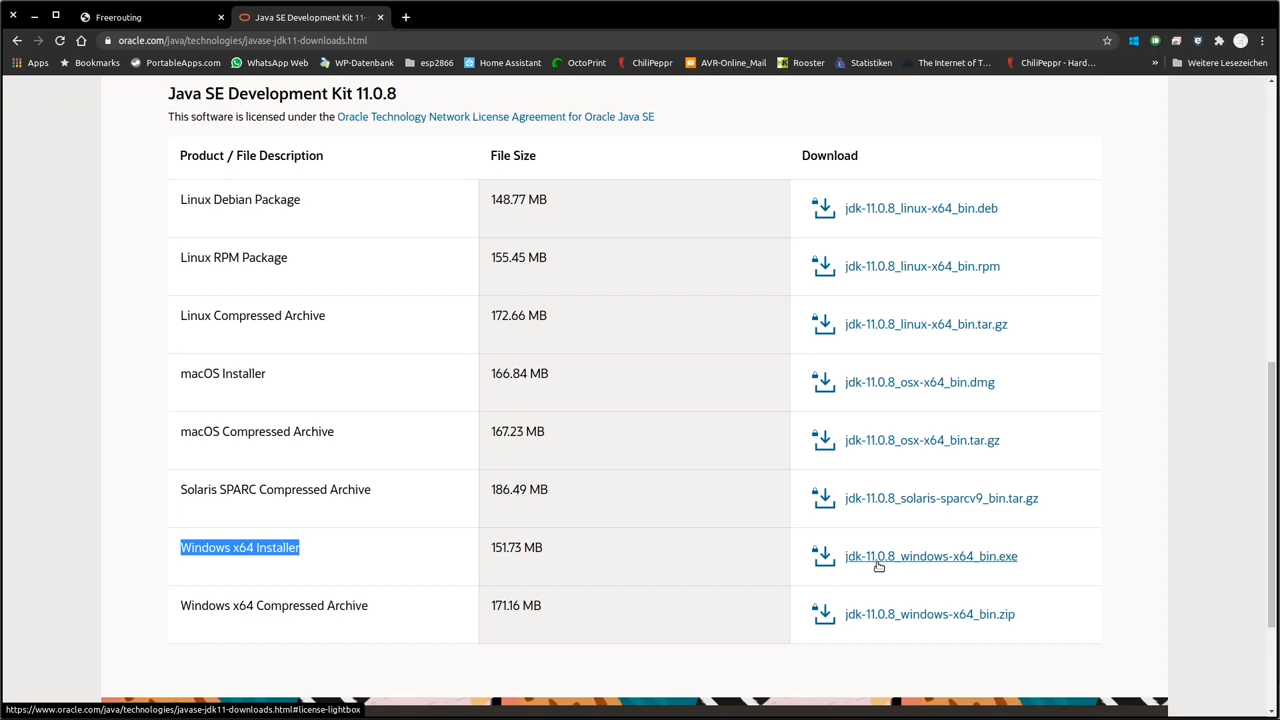 Freerouting
Java SE Development Kit 11-
oracle.com/java/technologies/javase-jdk11-downloads.html
Apps Bookmarks PortableApps.com WhatsApp Web WP-Datenbank esp2866 Home Assistant OctoPrint ChiliPeppr AVR-Online_Mail Rooster Statistiken The Internet of T... ChiliPeppr - Hard... » Weitere Lesezeichen
Java SE Development Kit 11.0.8
This software is licensed under the Oracle Technology Network License Agreement for Oracle Java SE
Product / File Description File Size Download
Linux Debian Package 148.77 MB jdk-11.0.8_linux-x64_bin.deb
Linux RPM Package 155.45 MB jdk-11.0.8_linux-x64_bin.rpm
Linux Compressed Archive 172.66 MB jdk-11.0.8_linux-x64_bin.tar.gz
macOS Installer 166.84 MB jdk-11.0.8_osx-x64_bin.dmg
macOS Compressed Archive 167.23 MB jdk-11.0.8_osx-x64_bin.tar.gz
Solaris SPARC Compressed Archive 186.49 MB jdk-11.0.8_solaris-sparcv9_bin.tar.gz
Windows x64 Installer 151.73 MB jdk-11.0.8_windows-x64_bin.exe
Windows x64 Compressed Archive 171.16 MB jdk-11.0.8_windows-x64_bin.zip
https://www.oracle.com/java/technologies/javase-jdk11-downloads.html#license-lightbox